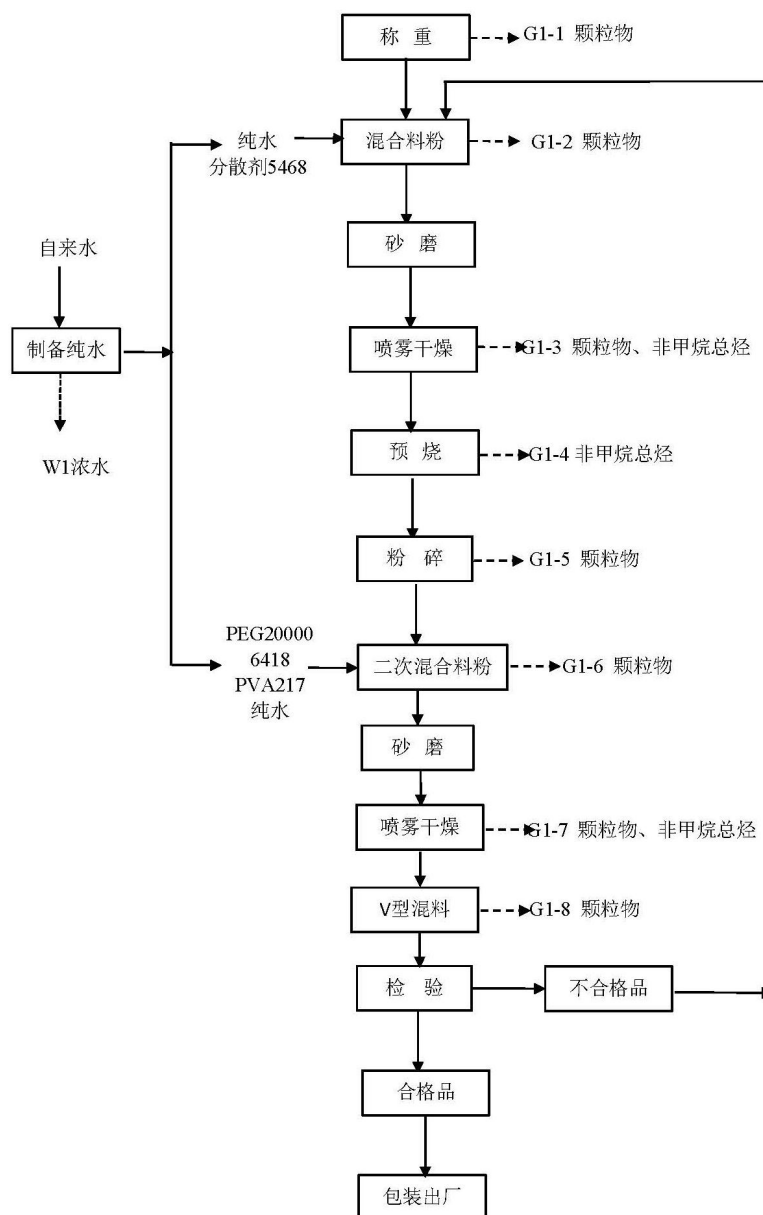 称 重
G1-1 颗粒物
纯水
分散剂5468
混合料粉
G1-2 颗粒物
砂 磨
自来水
制备纯水
喷雾干燥
G1-3 颗粒物、非甲烷总烃
W1浓水
预 烧
G1-4 非甲烷总烃
粉 碎
G1-5 颗粒物
PEG20000
6418
PVA217
纯水
二次混合料粉
G1-6 颗粒物
砂 磨
喷雾干燥
G1-7 颗粒物、非甲烷总烃
V型混料
G1-8 颗粒物
检 验
不合格品
合格品
包装出厂